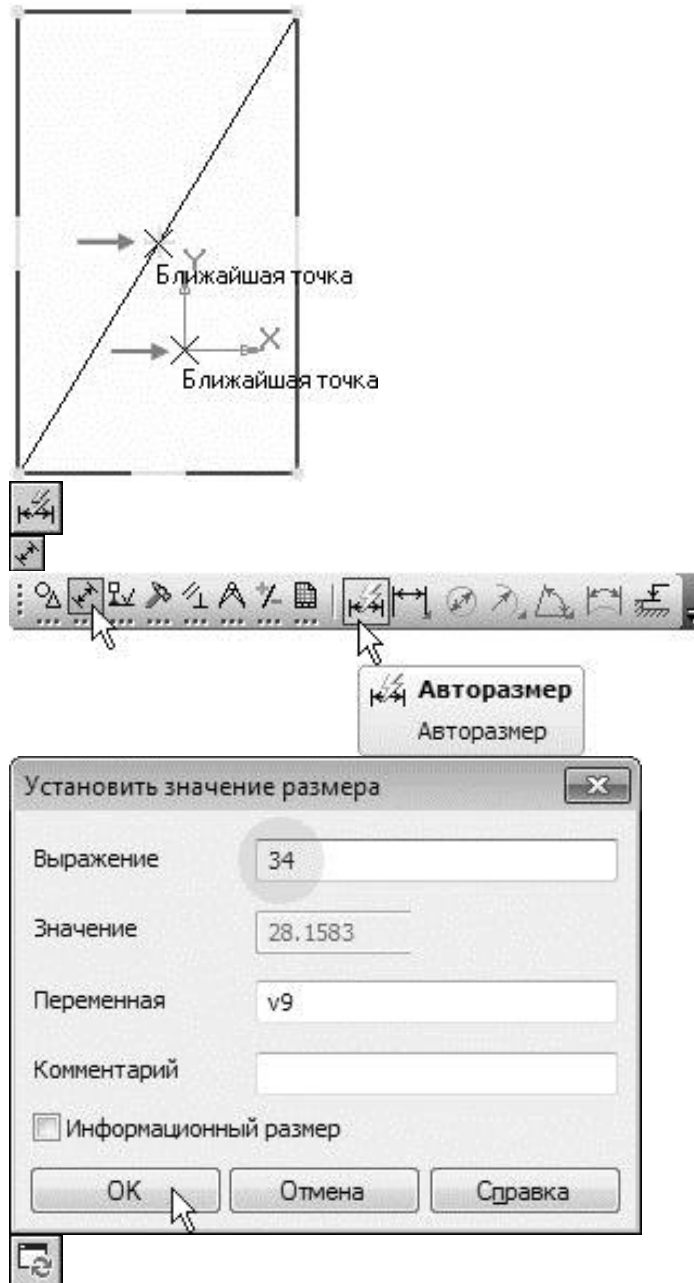 Y
Ближайшая точка
X
Ближайшая точка
Авторазмер
Авторазмер
Установить значение размера
Выражение 34
Значение 28.1583
Переменная v9
Комментарий
Информационный размер
OK Отмена Справка